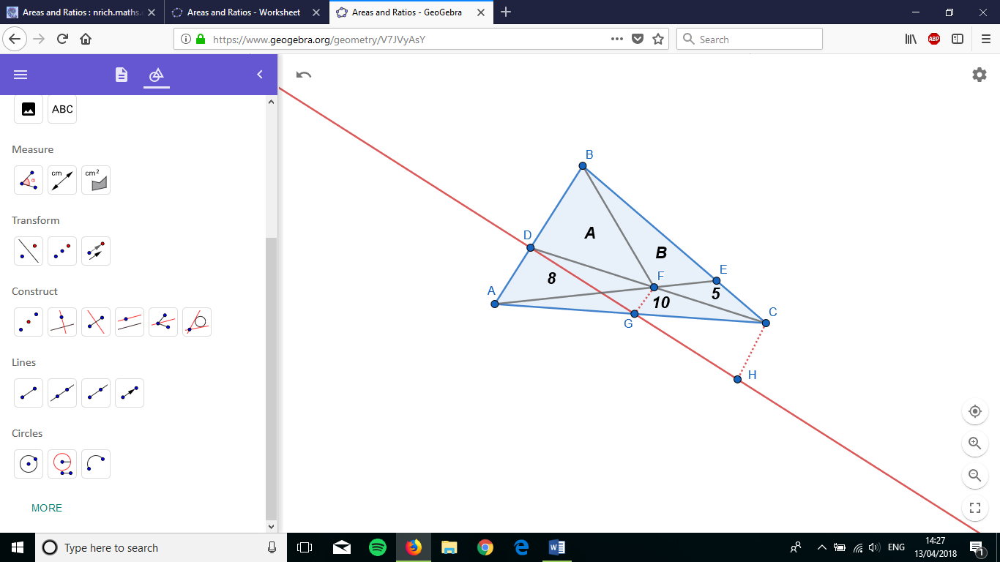 Areas and Ratios : nrich.maths.
Areas and Ratios - Worksheet
Areas and Ratios - GeoGebra
https://www.geogebra.org/geometry/V7JVyAsY
Search
ABP
ABC
Measure
α
cm
cm²
Transform
Construct
Lines
Circles
MORE
B
D
A
B
F
E
8
A
10
5
G
C
H
Type here to search
ENG
14:27
13/04/2018
1